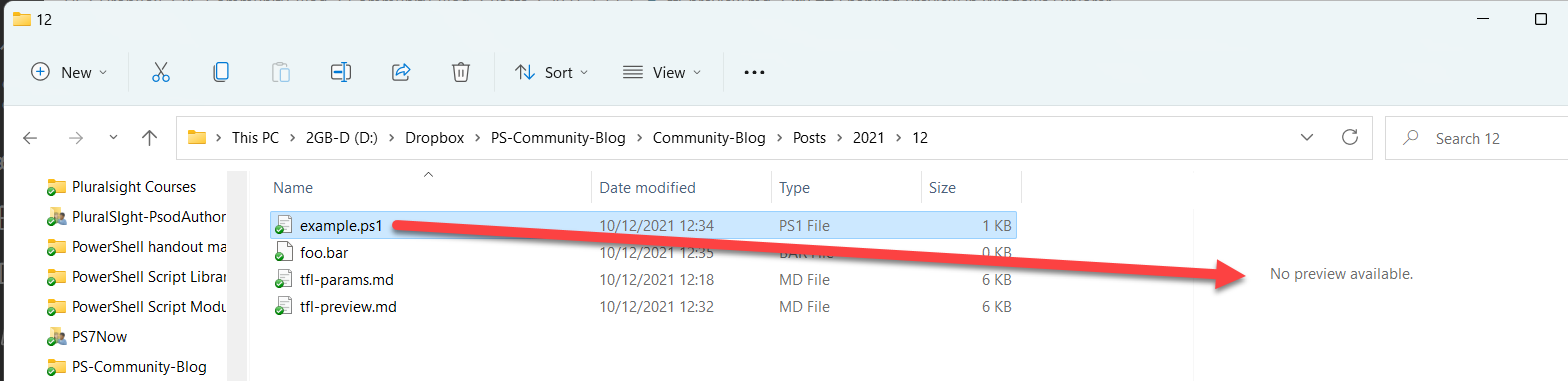 12
New
Sort
View
This PC > 2GB-D (D:) > Dropbox > PS-Community-Blog > Community-Blog > Posts > 2021 > 12
Search 12
Pluralsight Courses
PluralSIght-PsodAuthor
PowerShell handout ma
PowerShell Script Librar
PowerShell Script Modu
PS7Now
PS-Community-Blog
Name Date modified Type Size
example.ps1 10/12/2021 12:34 PS1 File 1 KB
foo.bar 10/12/2021 12:35 BAR File 0 KB
tfl-params.md 10/12/2021 12:18 MD File 6 KB
tfl-preview.md 10/12/2021 12:32 MD File 6 KB
No preview available.